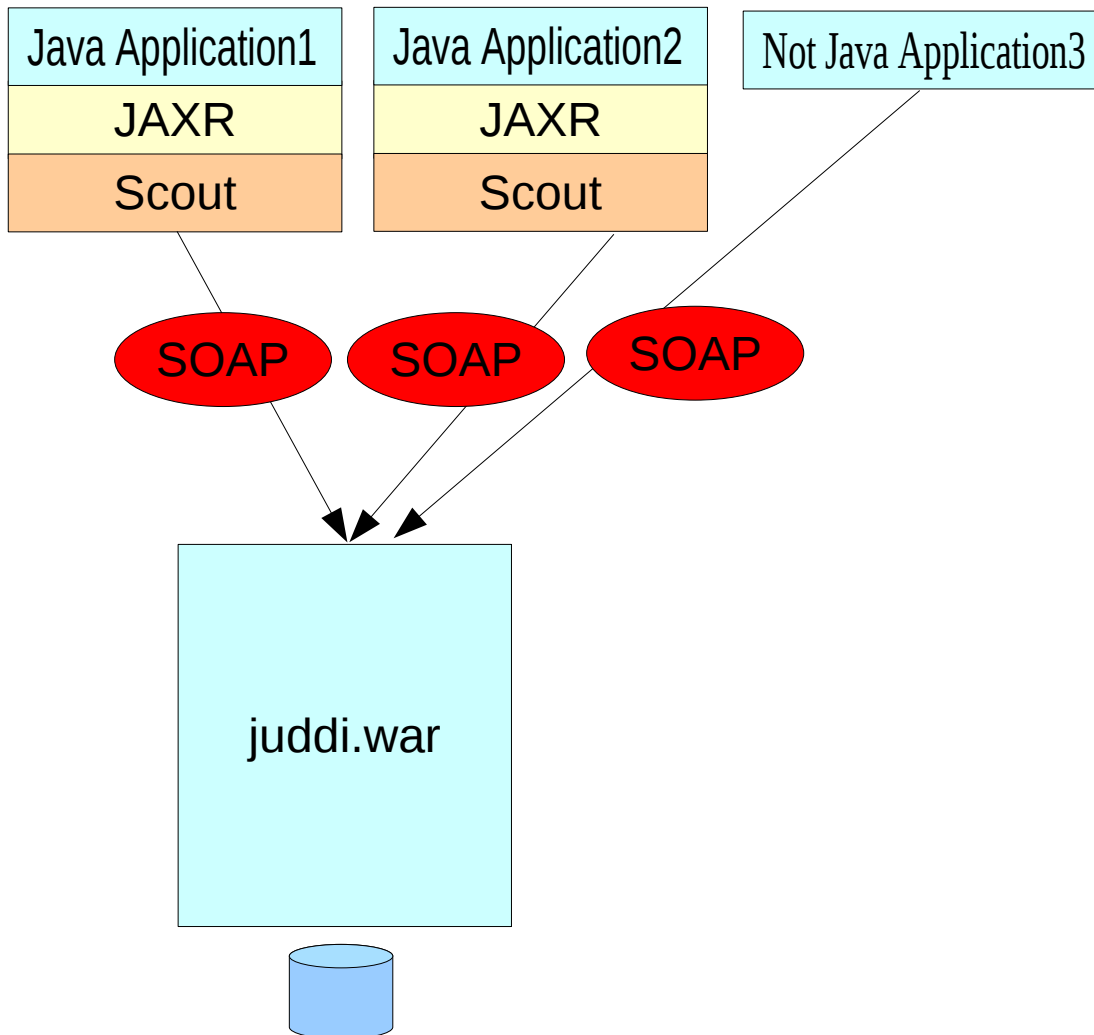 Java Application1
JAXR
Scout
Java Application2
JAXR
Scout
Not Java Application3
SOAP
SOAP
SOAP
juddi.war